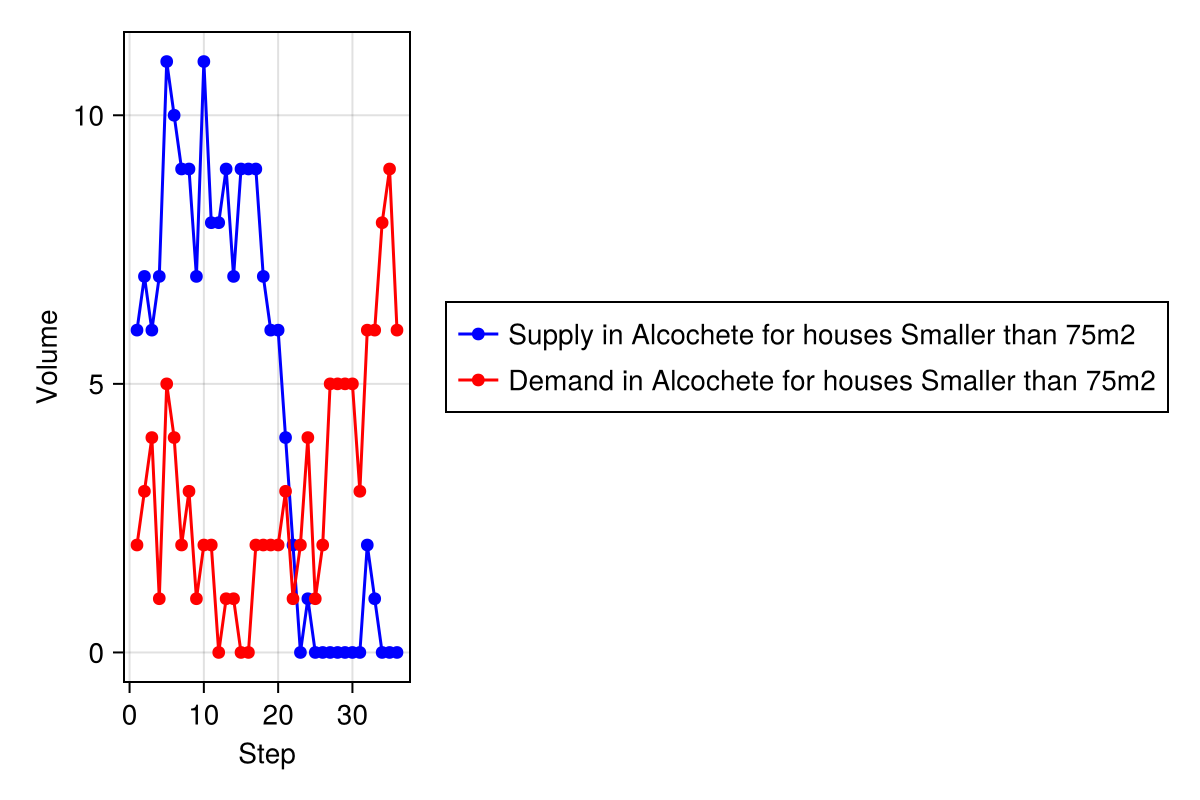 Volume
10
5
0
0 10 20 30
Step
Supply in Alcochete for houses Smaller than 75m2
Demand in Alcochete for houses Smaller than 75m2